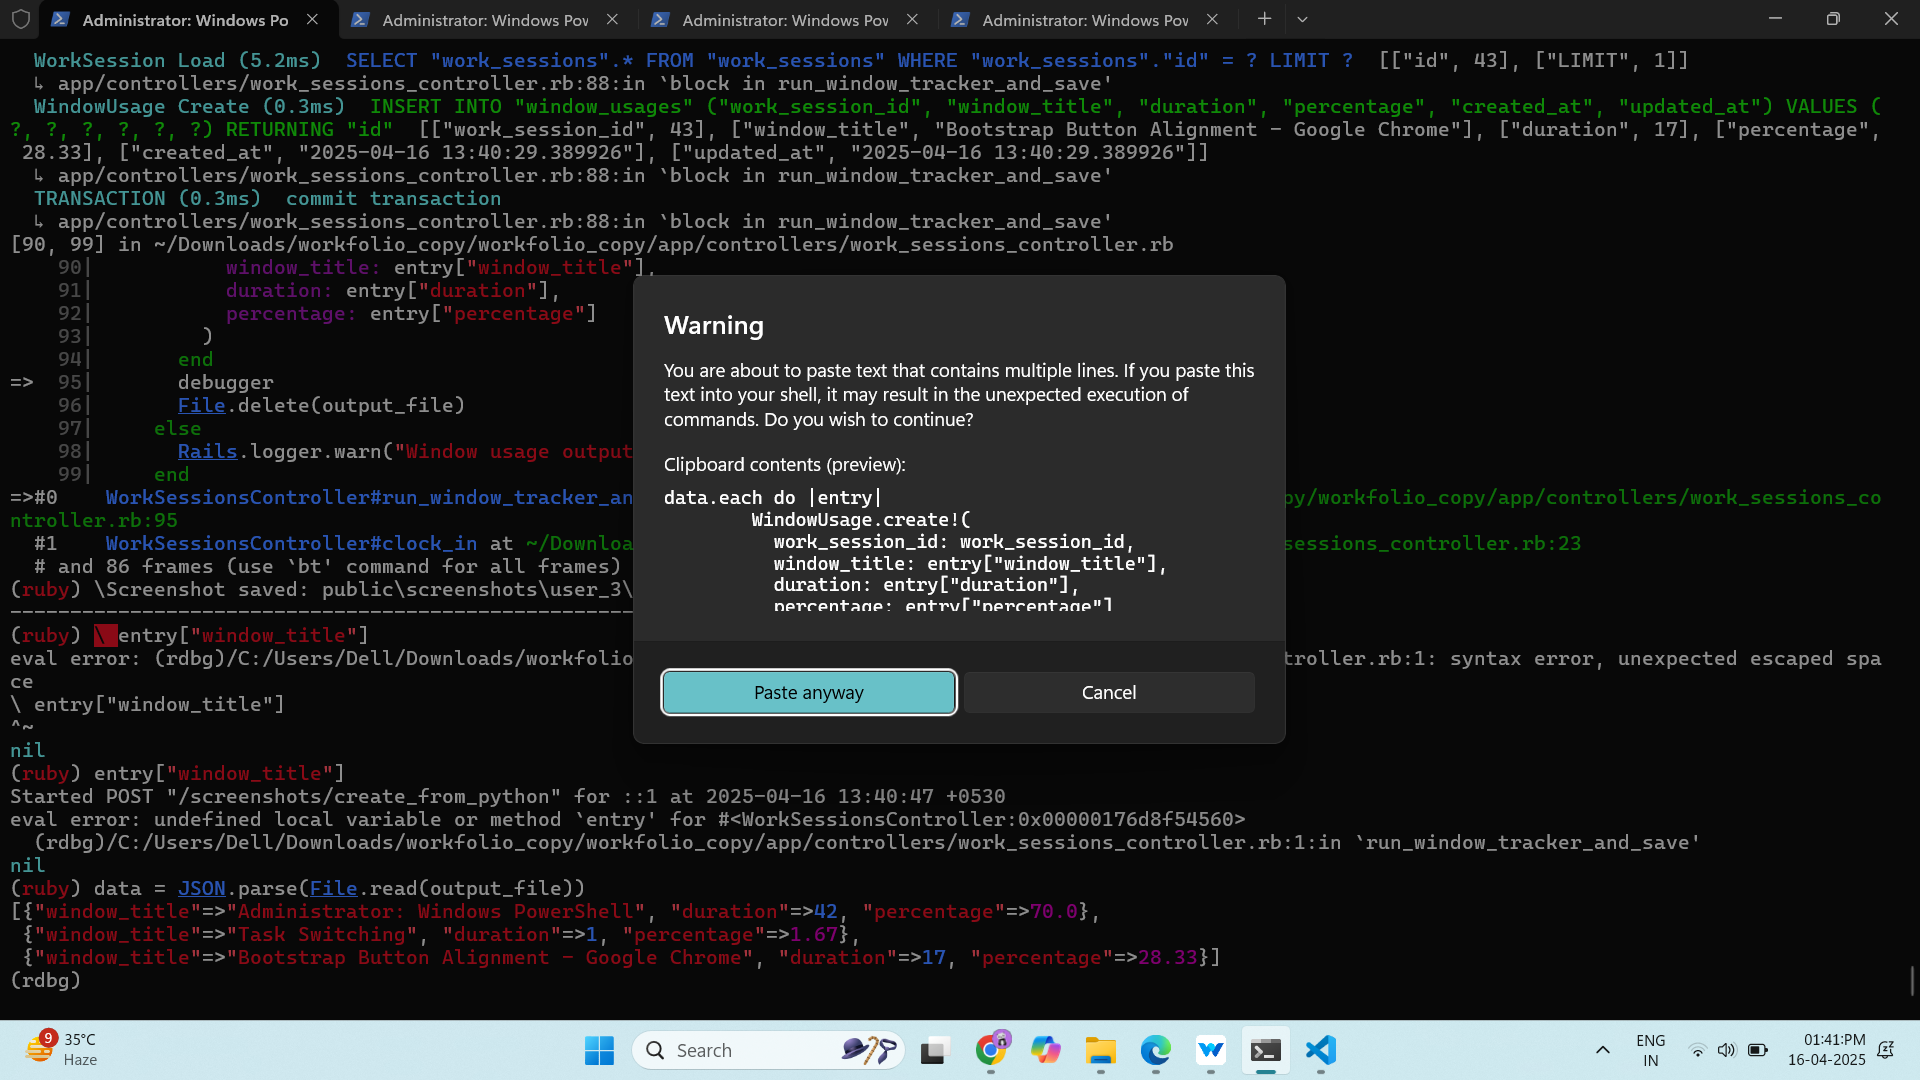 Administrator: Windows Po
Administrator: Windows Pow
Administrator: Windows Pow
Administrator: Windows Pow
WorkSession Load (5.2ms)  SELECT "work_sessions".* FROM "work_sessions" WHERE "work_sessions"."id" = ? LIMIT ?  [["id", 43], ["LIMIT", 1]]
↳ app/controllers/work_sessions_controller.rb:88:in `block in run_window_tracker_and_save'
WindowUsage Create (0.3ms)  INSERT INTO "window_usages" ("work_session_id", "window_title", "duration", "percentage", "created_at", "updated_at") VALUES (
?, ?, ?, ?, ?, ?) RETURNING "id"  [["work_session_id", 43], ["window_title", "Bootstrap Button Alignment - Google Chrome"], ["duration", 17], ["percentage",
28.33], ["created_at", "2025-04-16 13:40:29.389926"], ["updated_at", "2025-04-16 13:40:29.389926"]]
↳ app/controllers/work_sessions_controller.rb:88:in `block in run_window_tracker_and_save'
TRANSACTION (0.3ms)  commit transaction
↳ app/controllers/work_sessions_controller.rb:88:in `block in run_window_tracker_and_save'
[90, 99] in ~/Downloads/workfolio_copy/workfolio_copy/app/controllers/work_sessions_controller.rb
90|           window_title: entry["window_title"],
91|           duration: entry["duration"],
92|           percentage: entry["percentage"]
93|         )
94|       end
=>  95|       debugger
96|       File.delete(output_file)
97|     else
98|       Rails.logger.warn("Window usage output
99|     end
=>#0    WorkSessionsController#run_window_tracker_an
py/workfolio_copy/app/controllers/work_sessions_co
ntroller.rb:95
#1    WorkSessionsController#clock_in at ~/Downloa
sessions_controller.rb:23
# and 86 frames (use `bt' command for all frames)
(ruby) \Screenshot saved: public\screenshots\user_3\
--------------------------------------------------
(ruby) \ entry["window_title"]
eval error: (rdbg)/C:/Users/Dell/Downloads/workfolio
troller.rb:1: syntax error, unexpected escaped spa
ce
\ entry["window_title"]
^~
nil
(ruby) entry["window_title"]
Started POST "/screenshots/create_from_python" for ::1 at 2025-04-16 13:40:47 +0530
eval error: undefined local variable or method `entry' for #<WorkSessionsController:0x00000176d8f54560>
(rdbg)/C:/Users/Dell/Downloads/workfolio_copy/workfolio_copy/app/controllers/work_sessions_controller.rb:1:in `run_window_tracker_and_save'
nil
(ruby) data = JSON.parse(File.read(output_file))
[{"window_title"=>"Administrator: Windows PowerShell", "duration"=>42, "percentage"=>70.0},
{"window_title"=>"Task Switching", "duration"=>1, "percentage"=>1.67},
{"window_title"=>"Bootstrap Button Alignment - Google Chrome", "duration"=>17, "percentage"=>28.33}]
(rdbg)
Warning
You are about to paste text that contains multiple lines. If you paste this
text into your shell, it may result in the unexpected execution of
commands. Do you wish to continue?
Clipboard contents (preview):
data.each do |entry|
WindowUsage.create!(
work_session_id: work_session_id,
window_title: entry["window_title"],
duration: entry["duration"],
percentage: entry["percentage"]
Paste anyway
Cancel
9
35°C
Haze
Search
ENG
IN
01:41:PM
16-04-2025